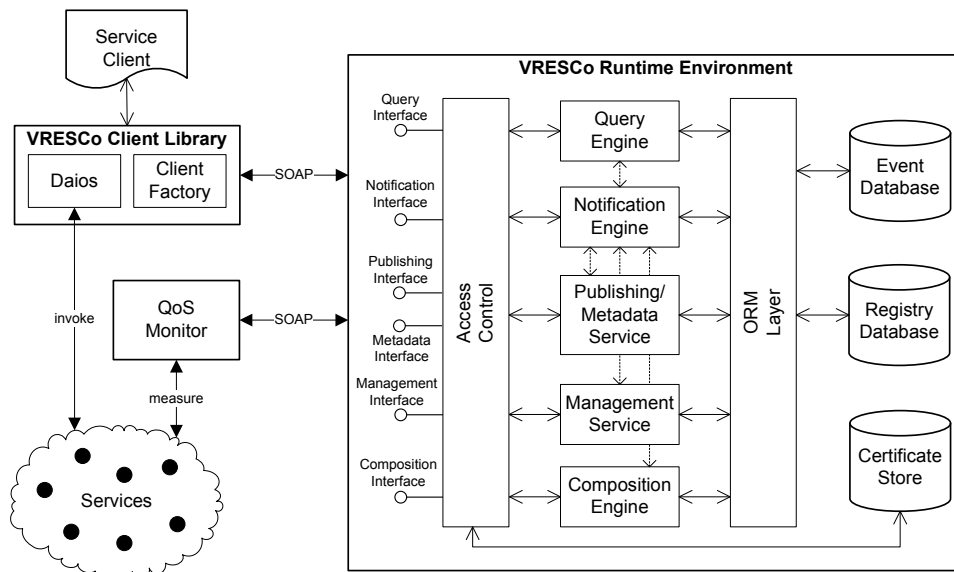 Service
Client
VRESCo Client Library
Daios
Client
Factory
SOAP
invoke
QoS
Monitor
SOAP
measure
Services
VRESCo Runtime Environment
Query
Interface
Notification
Interface
Publishing
Interface
Metadata
Interface
Management
Interface
Composition
Interface
Access
Control
Query
Engine
Notification
Engine
Publishing/
Metadata
Service
Management
Service
Composition
Engine
ORM
Layer
Event
Database
Registry
Database
Certificate
Store